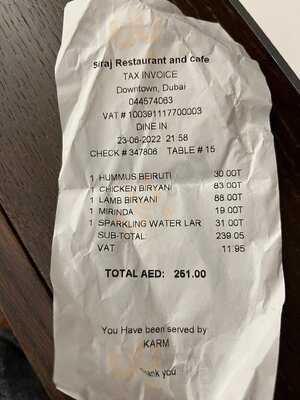 Siraj Restaurant and cafe
TAX INVOICE
Downtown, Dubai
044574063
VAT # 100391117700003
DINE IN
23-06-2022 21:58
CHECK # 347806 TABLE # 15
1 HUMMUS BEIRUTI 30.00T
1 CHICKEN BIRYANI 83.00T
1 LAMB BIRYANI 88.00T
1 MIRINDA 19.00T
1 SPARKLING WATER LAR 31.00T
SUB-TOTAL: 239.05
VAT 11.95
TOTAL AED: 251.00
You Have been served by
KARM
Thank you